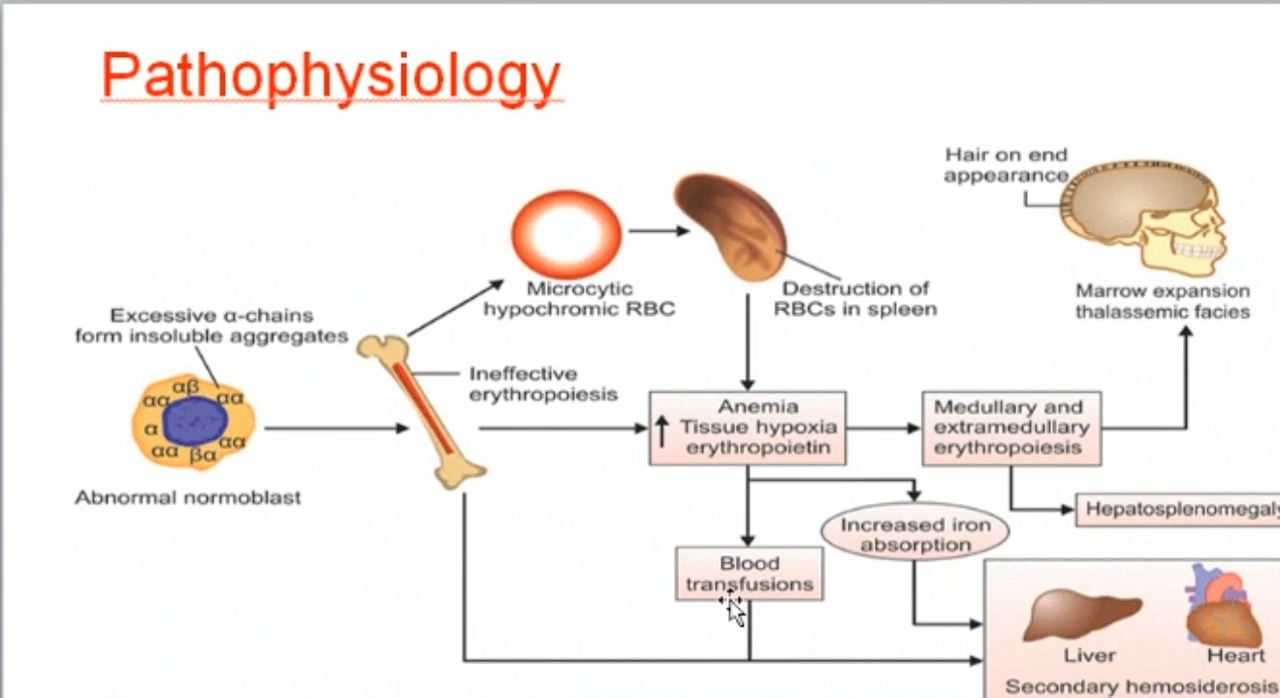 Pathophysiology
Hair on end
appearance
Microcytic
hypochromic RBC
Destruction of
RBCs in spleen
Marrow expansion
thalassemic facies
Excessive α-chains
form insoluble aggregates
αβ
αα
αα
α
αα
αα
βα
Abnormal normoblast
Ineffective
erythropoiesis
Anemia
Tissue hypoxia
erythropoietin
Medullary and
extramedullary
erythropoiesis
Hepatosplenomegaly
Increased iron
absorption
Blood
transfusions
Liver
Heart
Secondary hemosiderosis